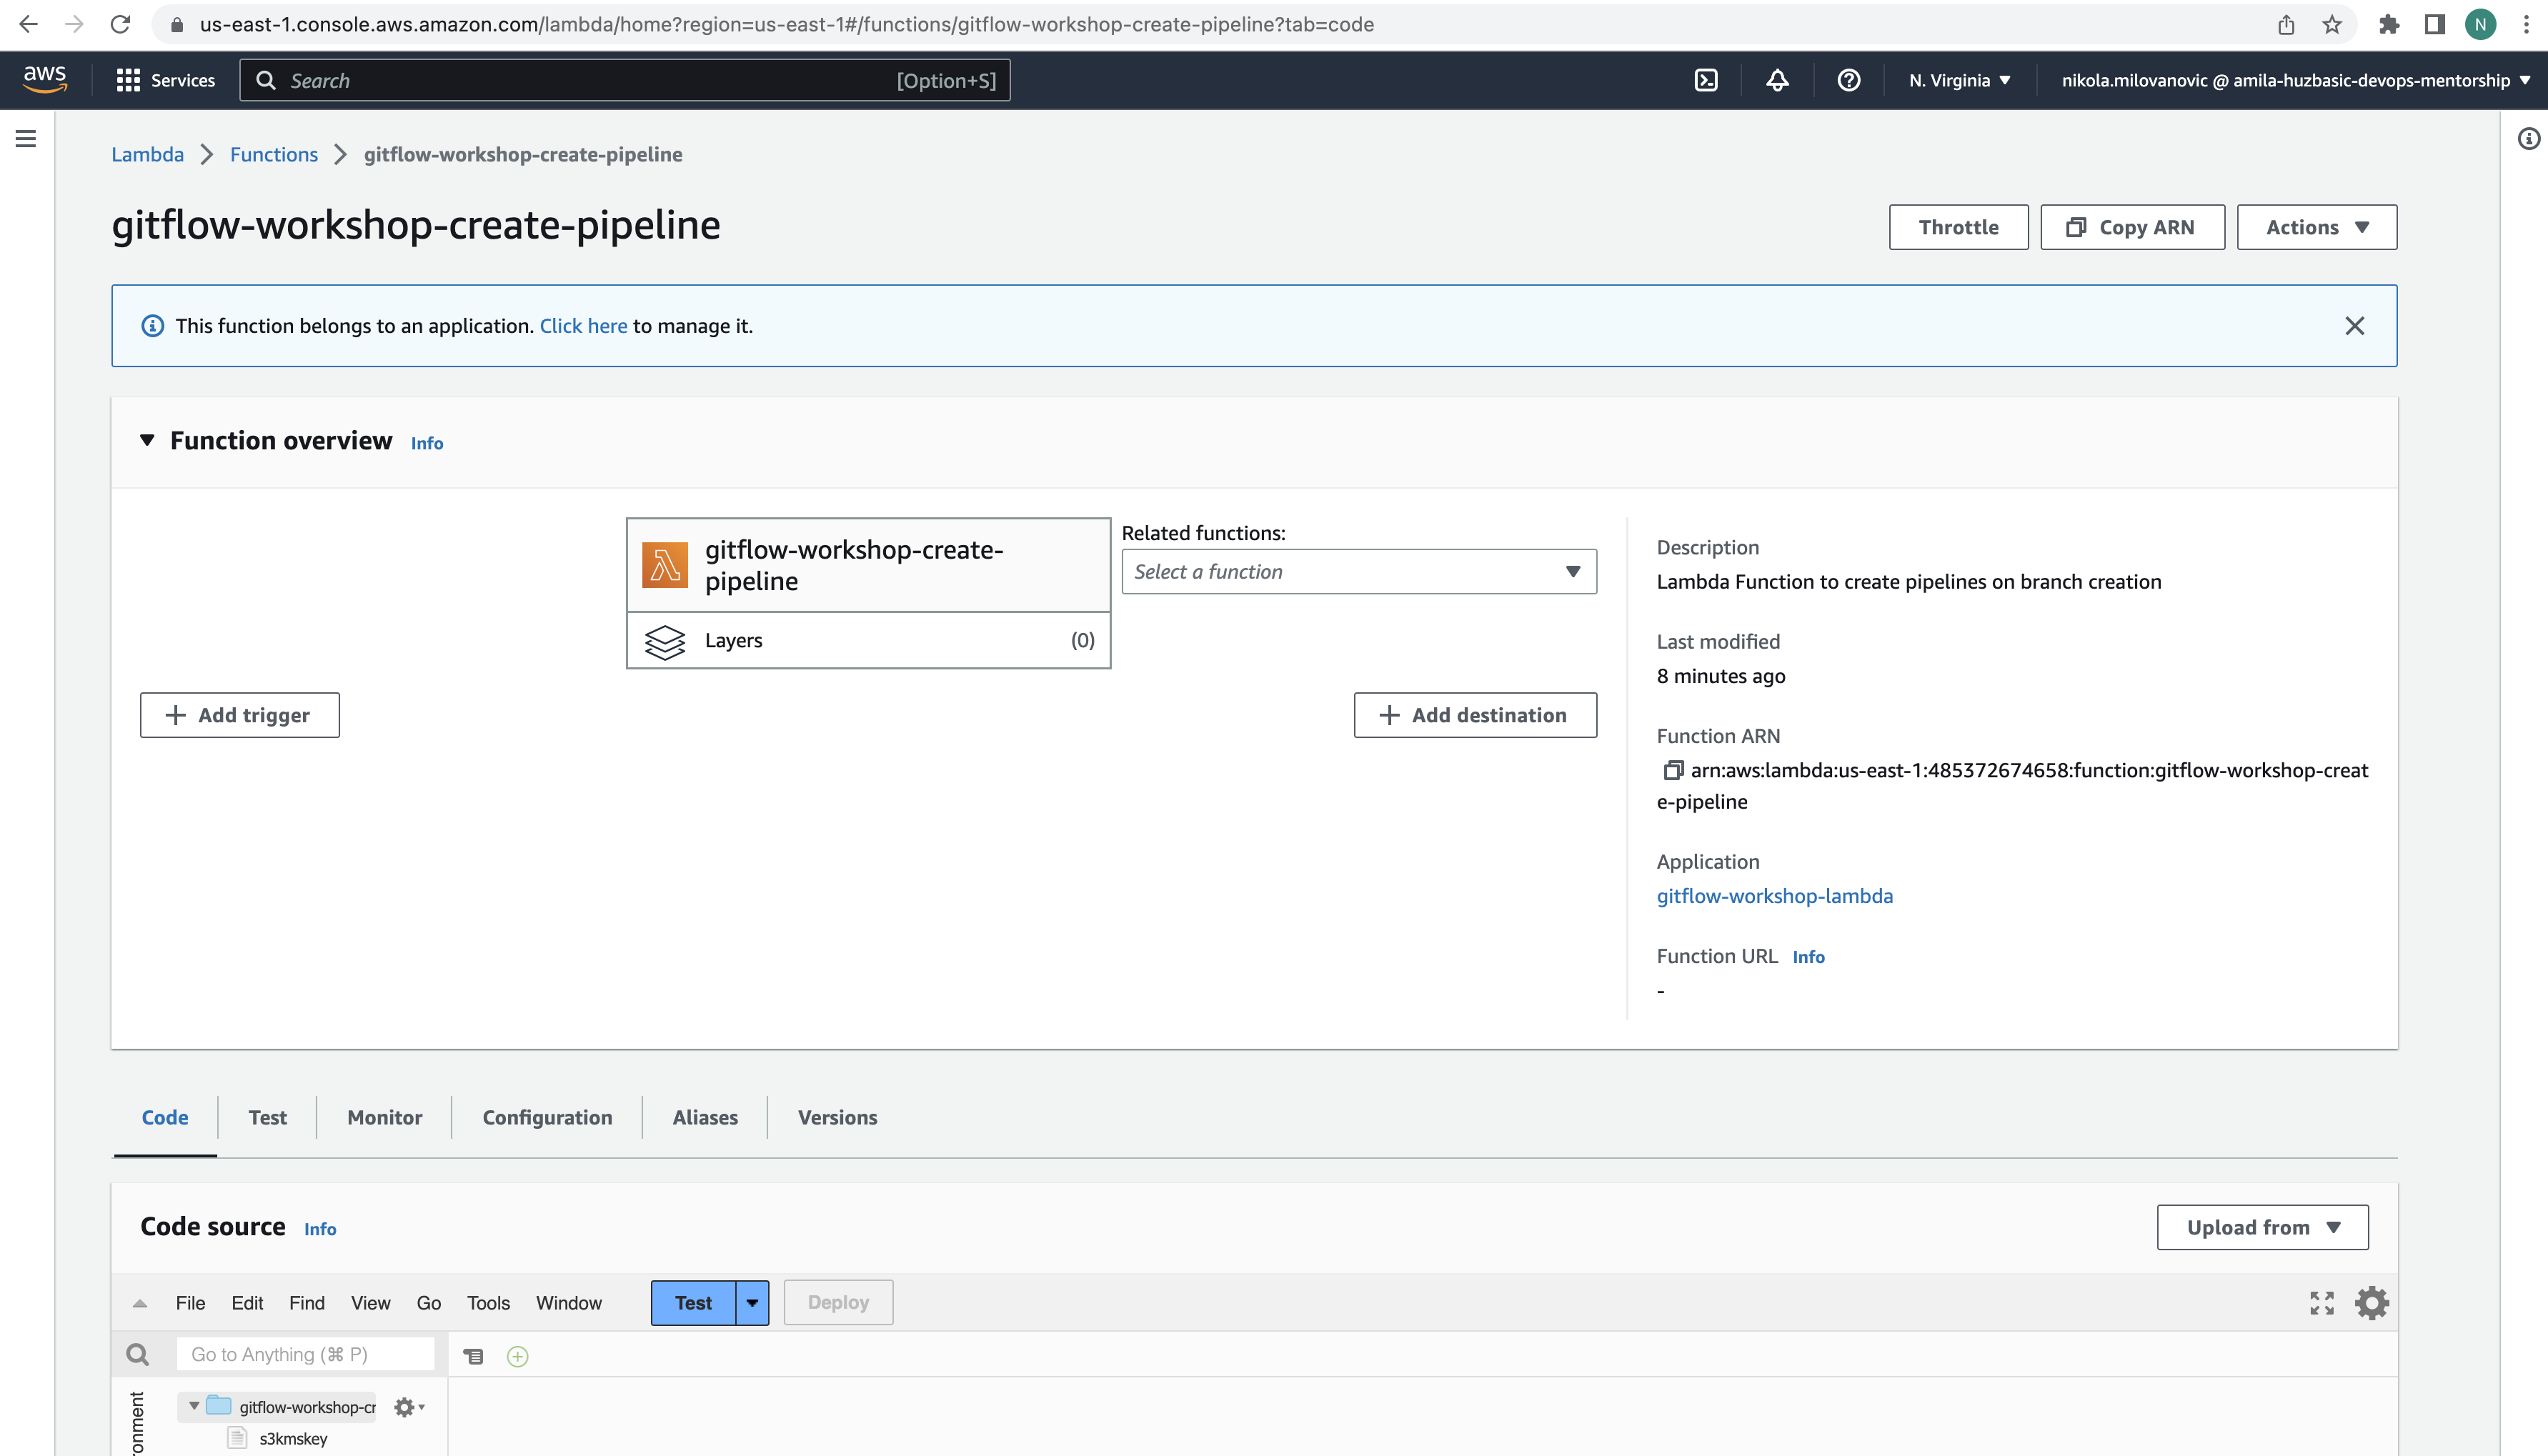 us-east-1.console.aws.amazon.com/lambda/home?region=us-east-1#/functions/gitflow-workshop-create-pipeline?tab=code
N
aws
Services
Search
[Option+S]
N. Virginia
nikola.milovanovic @ amila-huzbasic-devops-mentorship
Lambda
Functions
gitflow-workshop-create-pipeline
gitflow-workshop-create-pipeline
Throttle
Copy ARN
Actions
This function belongs to an application. Click here to manage it.
Function overview
Info
gitflow-workshop-create-
pipeline
Layers
(0)
Related functions:
Select a function
Add trigger
Add destination
Description
Lambda Function to create pipelines on branch creation
Last modified
8 minutes ago
Function ARN
arn:aws:lambda:us-east-1:485372674658:function:gitflow-workshop-creat
e-pipeline
Application
gitflow-workshop-lambda
Function URL
Info
-
Code
Test
Monitor
Configuration
Aliases
Versions
Code source
Info
Upload from
File
Edit
Find
View
Go
Tools
Window
Test
Deploy
Go to Anything (⌘ P)
gitflow-workshop-cr
s3kmskey